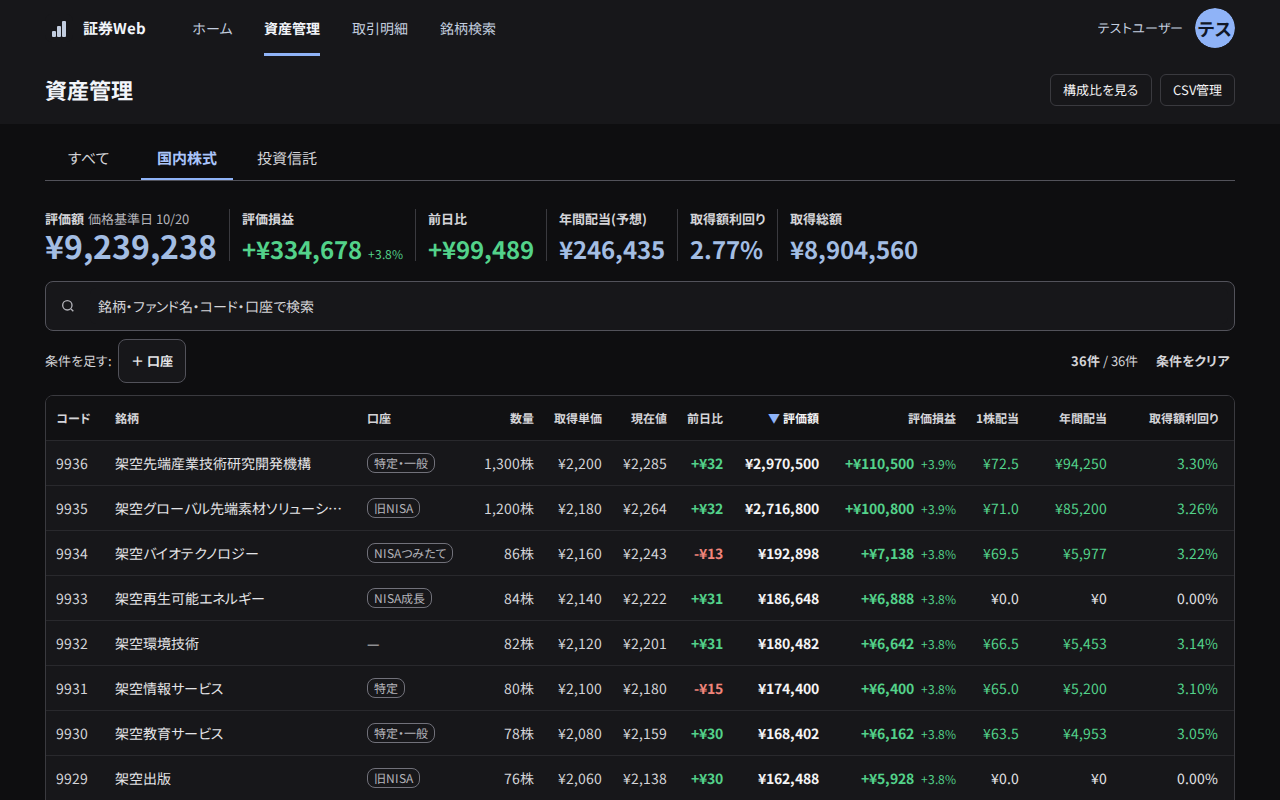 証券Web ホーム 資産管理 取引明細 銘柄検索 テストユーザー テス
資産管理 構成比を見る CSV管理
すべて 国内株式 投資信託
評価額 価格基準日 10/20 評価損益 前日比 年間配当(予想) 取得額利回り 取得総額
¥9,239,238 +¥334,678 +3.8% +¥99,489 ¥246,435 2.77% ¥8,904,560
銘柄・ファンド名・コード・口座で検索
条件を足す: ＋ 口座 36件 / 36件 条件をクリア
コード 銘柄 口座 数量 取得単価 現在値 前日比 ▼ 評価額 評価損益 1株配当 年間配当 取得額利回り
9936 架空先端産業技術研究開発機構 特定・一般 1,300株 ¥2,200 ¥2,285 +¥32 ¥2,970,500 +¥110,500 +3.9% ¥72.5 ¥94,250 3.30%
9935 架空グローバル先端素材ソリューシ… 旧NISA 1,200株 ¥2,180 ¥2,264 +¥32 ¥2,716,800 +¥100,800 +3.9% ¥71.0 ¥85,200 3.26%
9934 架空バイオテクノロジー NISAつみたて 86株 ¥2,160 ¥2,243 -¥13 ¥192,898 +¥7,138 +3.8% ¥69.5 ¥5,977 3.22%
9933 架空再生可能エネルギー NISA成長 84株 ¥2,140 ¥2,222 +¥31 ¥186,648 +¥6,888 +3.8% ¥0.0 ¥0 0.00%
9932 架空環境技術 — 82株 ¥2,120 ¥2,201 +¥31 ¥180,482 +¥6,642 +3.8% ¥66.5 ¥5,453 3.14%
9931 架空情報サービス 特定 80株 ¥2,100 ¥2,180 -¥15 ¥174,400 +¥6,400 +3.8% ¥65.0 ¥5,200 3.10%
9930 架空教育サービス 特定・一般 78株 ¥2,080 ¥2,159 +¥30 ¥168,402 +¥6,162 +3.8% ¥63.5 ¥4,953 3.05%
9929 架空出版 旧NISA 76株 ¥2,060 ¥2,138 +¥30 ¥162,488 +¥5,928 +3.8% ¥0.0 ¥0 0.00%